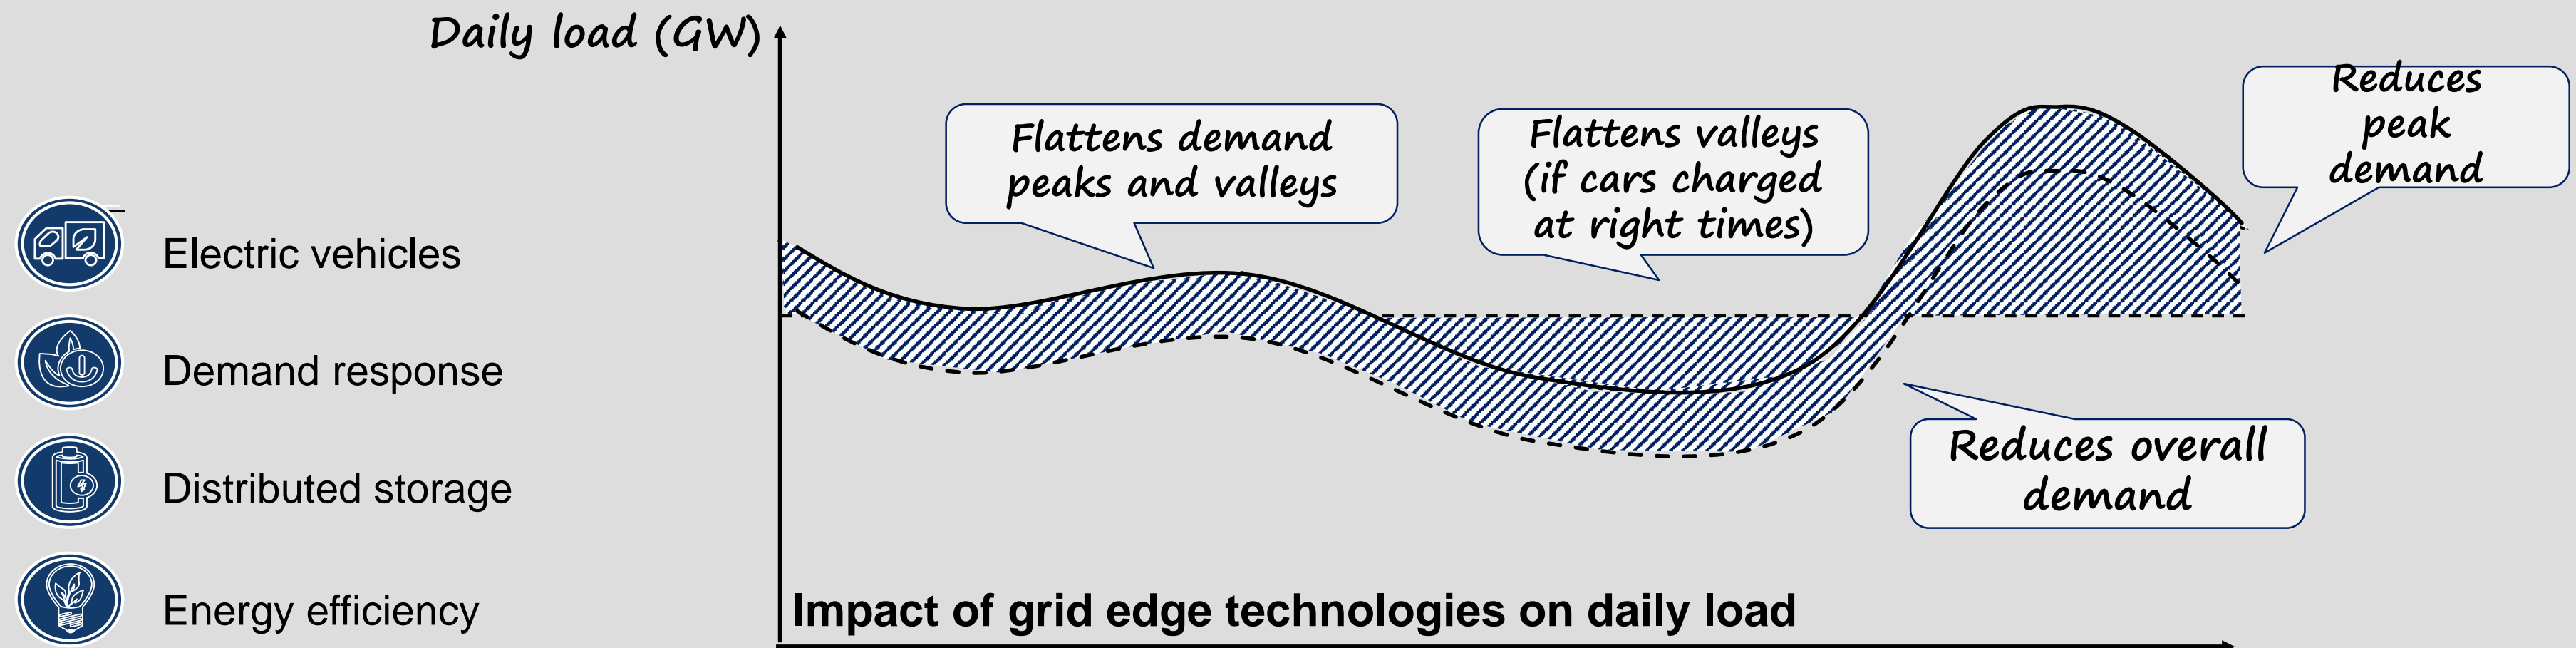 Daily load (GW)
Flattens demand
peaks and valleys
Flattens valleys
(if cars charged
at right times)
Reduces
peak
demand
Electric vehicles
Demand response
Distributed storage
Energy efficiency
Reduces overall
demand
Impact of grid edge technologies on daily load